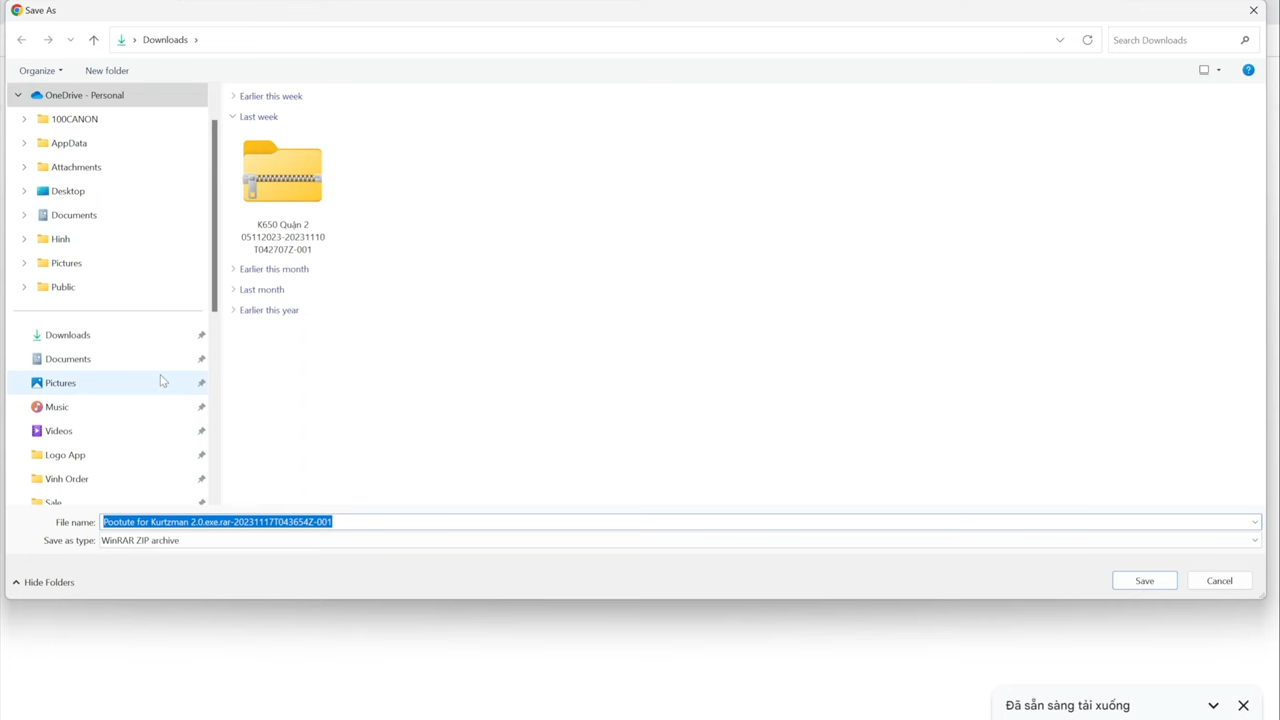 Save As
Downloads
Search Downloads
Organize
New folder
OneDrive - Personal
100CANON
AppData
Attachments
Desktop
Documents
Hinh
Pictures
Public
Downloads
Documents
Pictures
Music
Videos
Logo App
Vinh Order
Sale
Earlier this week
Last week
K650 Quận 2
05112023-20231110
T042707Z-001
Earlier this month
Last month
Earlier this year
File name: Pootute for Kurtzman 2.0.exe.rar-20231117T043654Z-001
Save as type: WinRAR ZIP archive
Hide Folders
Save
Cancel
Đã sẵn sàng tải xuống